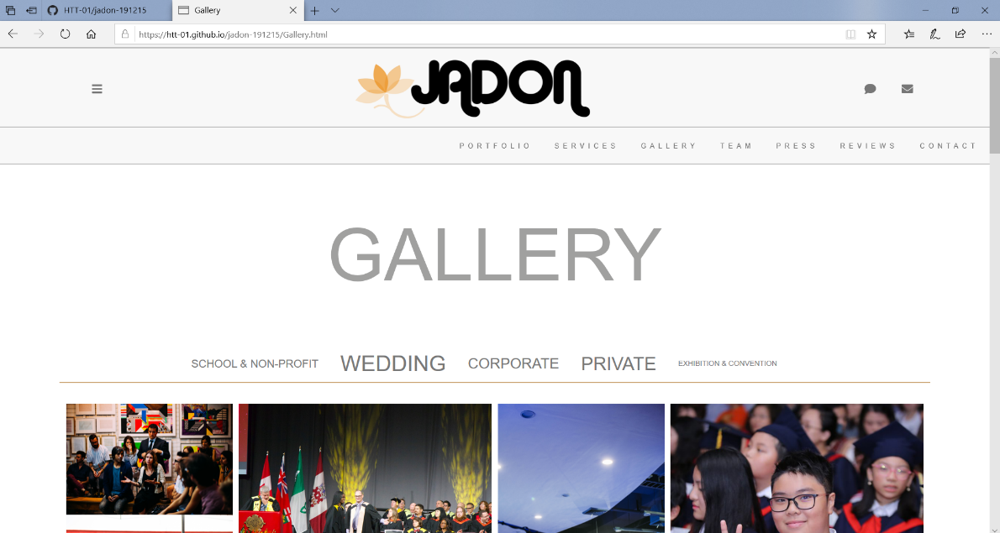 HTT-01/jadon-191215
Gallery
https://htt-01.github.io/jadon-191215/Gallery.html
JADON
PORTFOLIO SERVICES GALLERY TEAM PRESS REVIEWS CONTACT
GALLERY
SCHOOL & NON-PROFIT WEDDING CORPORATE PRIVATE EXHIBITION & CONVENTION